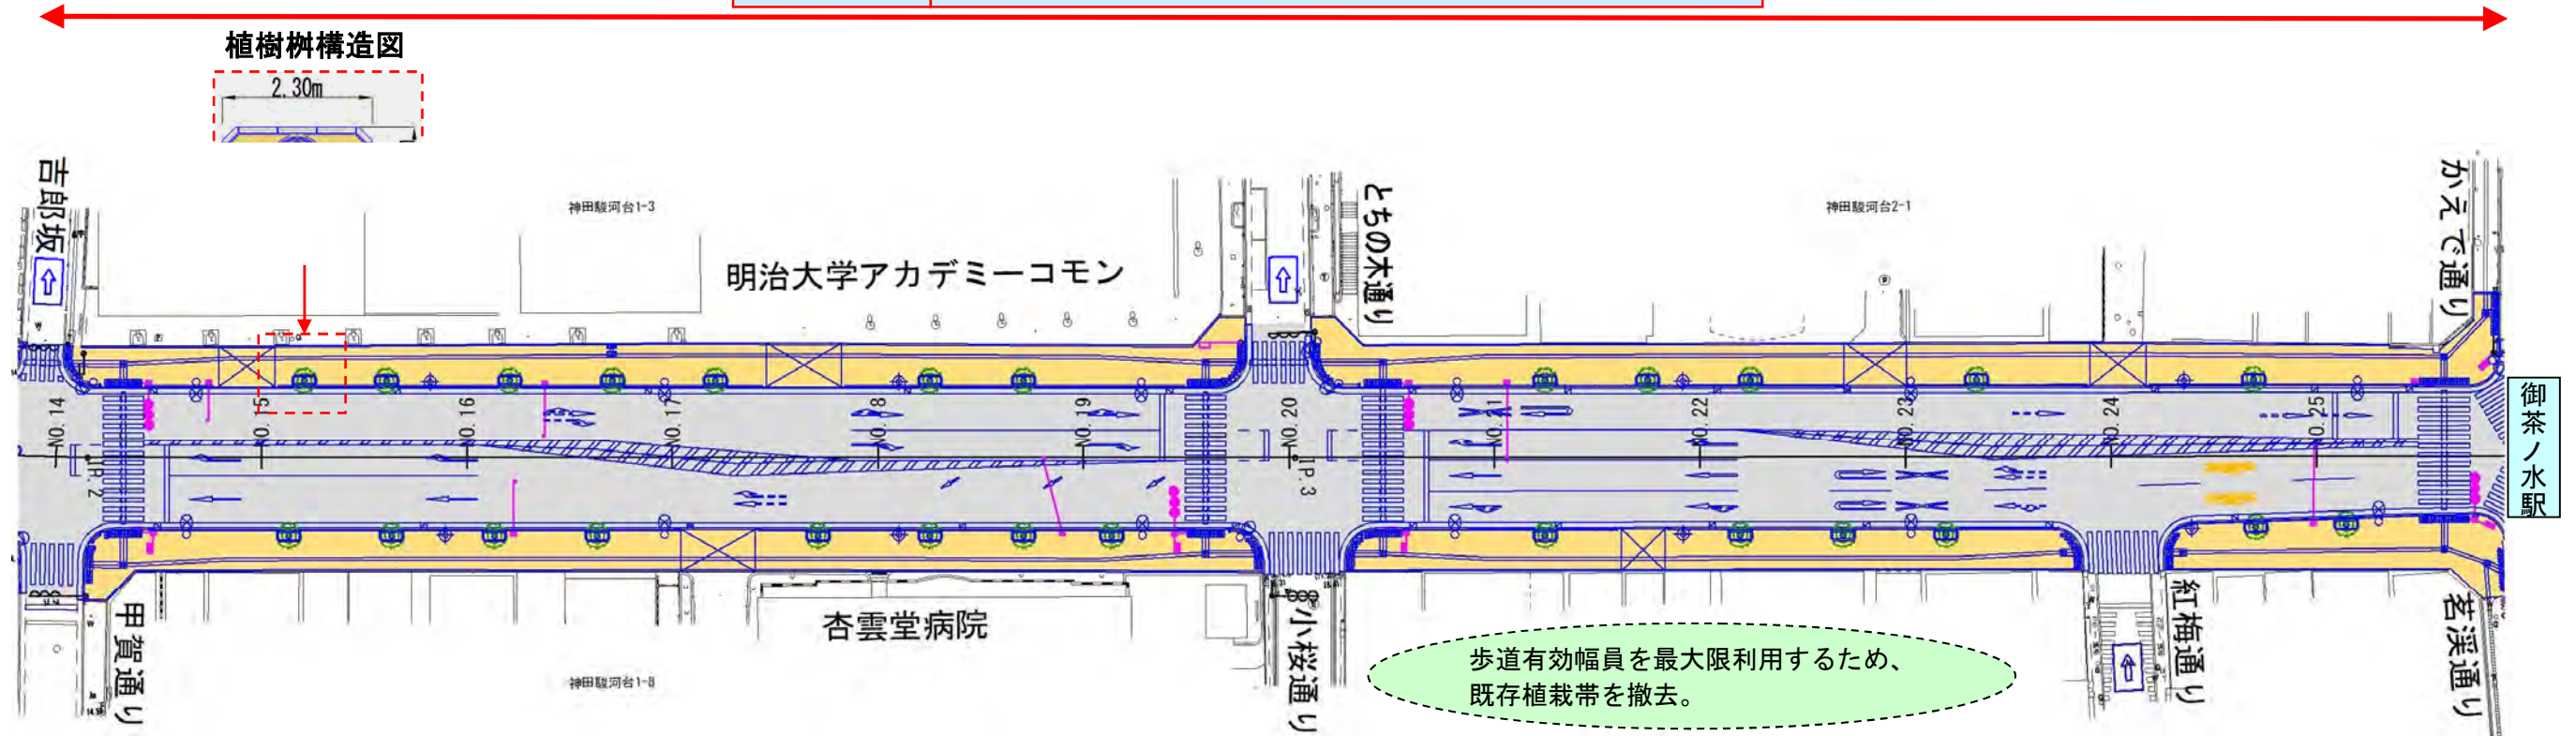 植樹桝構造図
2.30m
吉郎坂
神田駿河台1-3
明治大学アカデミーコモン
とちの木通り
神田駿河台2-1
かえで通り
NO.14
NO.15
NO.16
NO.17
NO.19
NO.20
NO.21
NO.22
NO.23
NO.24
NO.25
IP.2
IP.3
御茶ノ水駅
甲賀通り
杏雲堂病院
神田駿河台1-8
小桜通り
歩道有効幅員を最大限利用するため、
既存植栽帯を撤去。
紅梅通り
茗溪通り